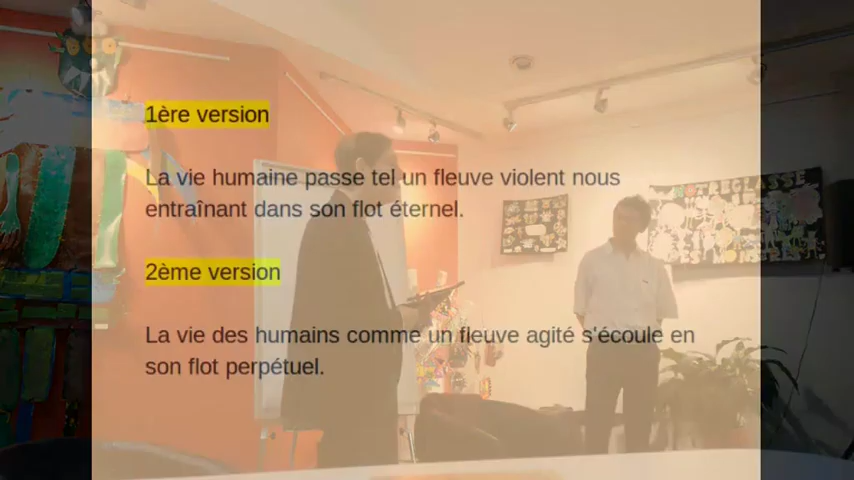 1ère version
La vie humaine passe tel un fleuve violent nous
entraînant dans son flot éternel.
2ème version
La vie des humains comme un fleuve agité s'écoule en
son flot perpétuel.